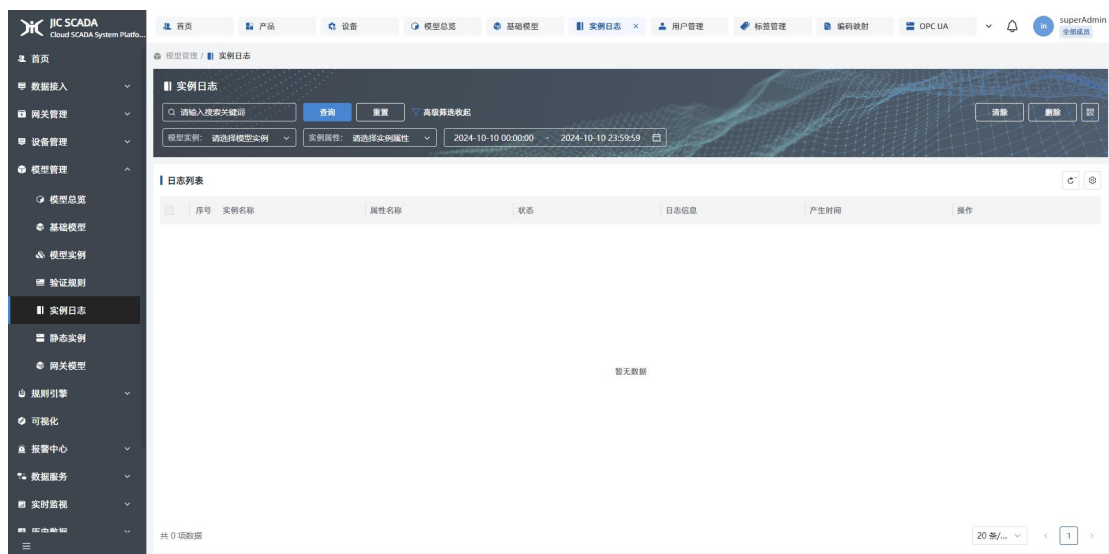 JIC SCADA
Cloud SCADA System Platfo...
首页
产品
设备
模型总览
基础模型
实例日志 ×
用户管理
标签管理
编码映射
OPC UA
in
superAdmin
全部成员
首页
数据接入
网关管理
设备管理
模型管理
模型总览
基础模型
模型实例
验证规则
实例日志
静态实例
网关模型
规则引擎
可视化
报警中心
数据服务
实时监视
历史数据
模型管理 / 实例日志
实例日志
请输入搜索关键词 查询 重置 高级筛选收起 清除 删除
模型实例: 请选择模型实例 实例属性: 请选择实例属性 2024-10-10 00:00:00 - 2024-10-10 23:59:59
日志列表
序号 实例名称 属性名称 状态 日志信息 产生时间 操作
暂无数据
共 0 项数据 20 条/... < 1 >